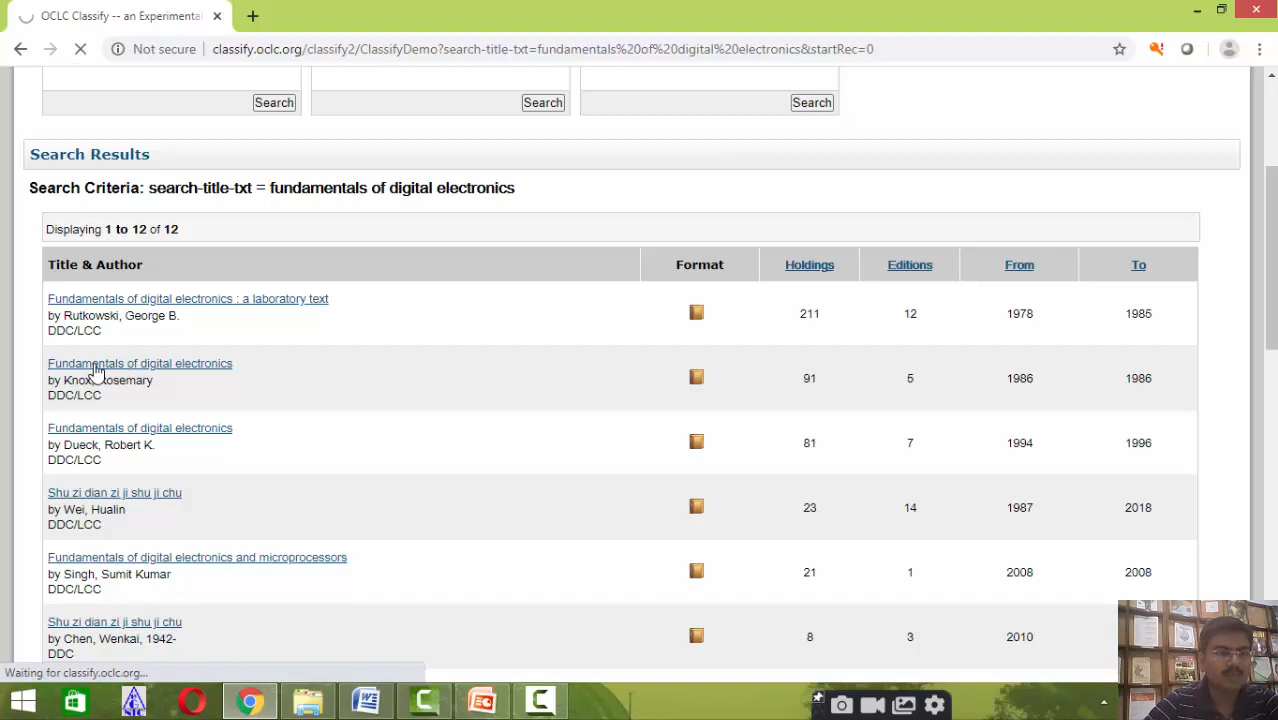 OCLC Classify -- an Experimental
Not secure
classify.oclc.org/classify2/ClassifyDemo?search-title-txt=fundamentals%20of%20digital%20electronics&startRec=0
Search Search Search
Search Results
Search Criteria: search-title-txt = fundamentals of digital electronics
Displaying 1 to 12 of 12
Title & Author Format Holdings Editions From To
Fundamentals of digital electronics : a laboratory text
by Rutkowski, George B. 211 12 1978 1985
DDC/LCC
Fundamentals of digital electronics
by Knox, Rosemary 91 5 1986 1986
DDC/LCC
Fundamentals of digital electronics
by Dueck, Robert K. 81 7 1994 1996
DDC/LCC
Shu zi dian zi ji shu ji chu
by Wei, Hualin 23 14 1987 2018
DDC/LCC
Fundamentals of digital electronics and microprocessors
by Singh, Sumit Kumar 21 1 2008 2008
DDC/LCC
Shu zi dian zi ji shu ji chu
by Chen, Wenkai, 1942- 8 3 2010
DDC
Waiting for classify.oclc.org...